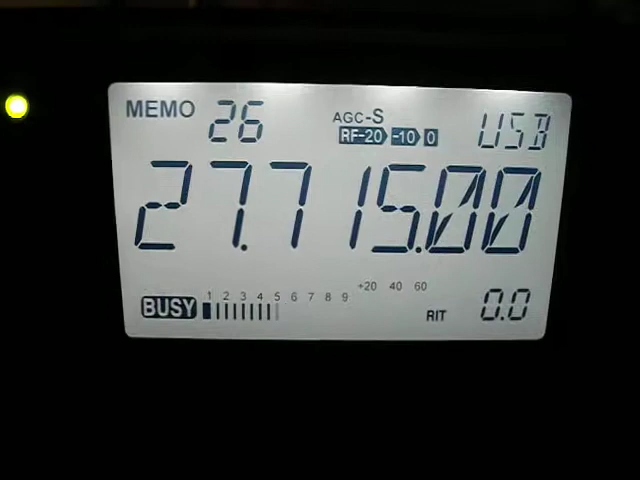 MEMO 26 AGC-S USB
RF-20 -10 0
27.715.00
+20 40 60
1 2 3 4 5 6 7 8 9
BUSY RIT 0.0